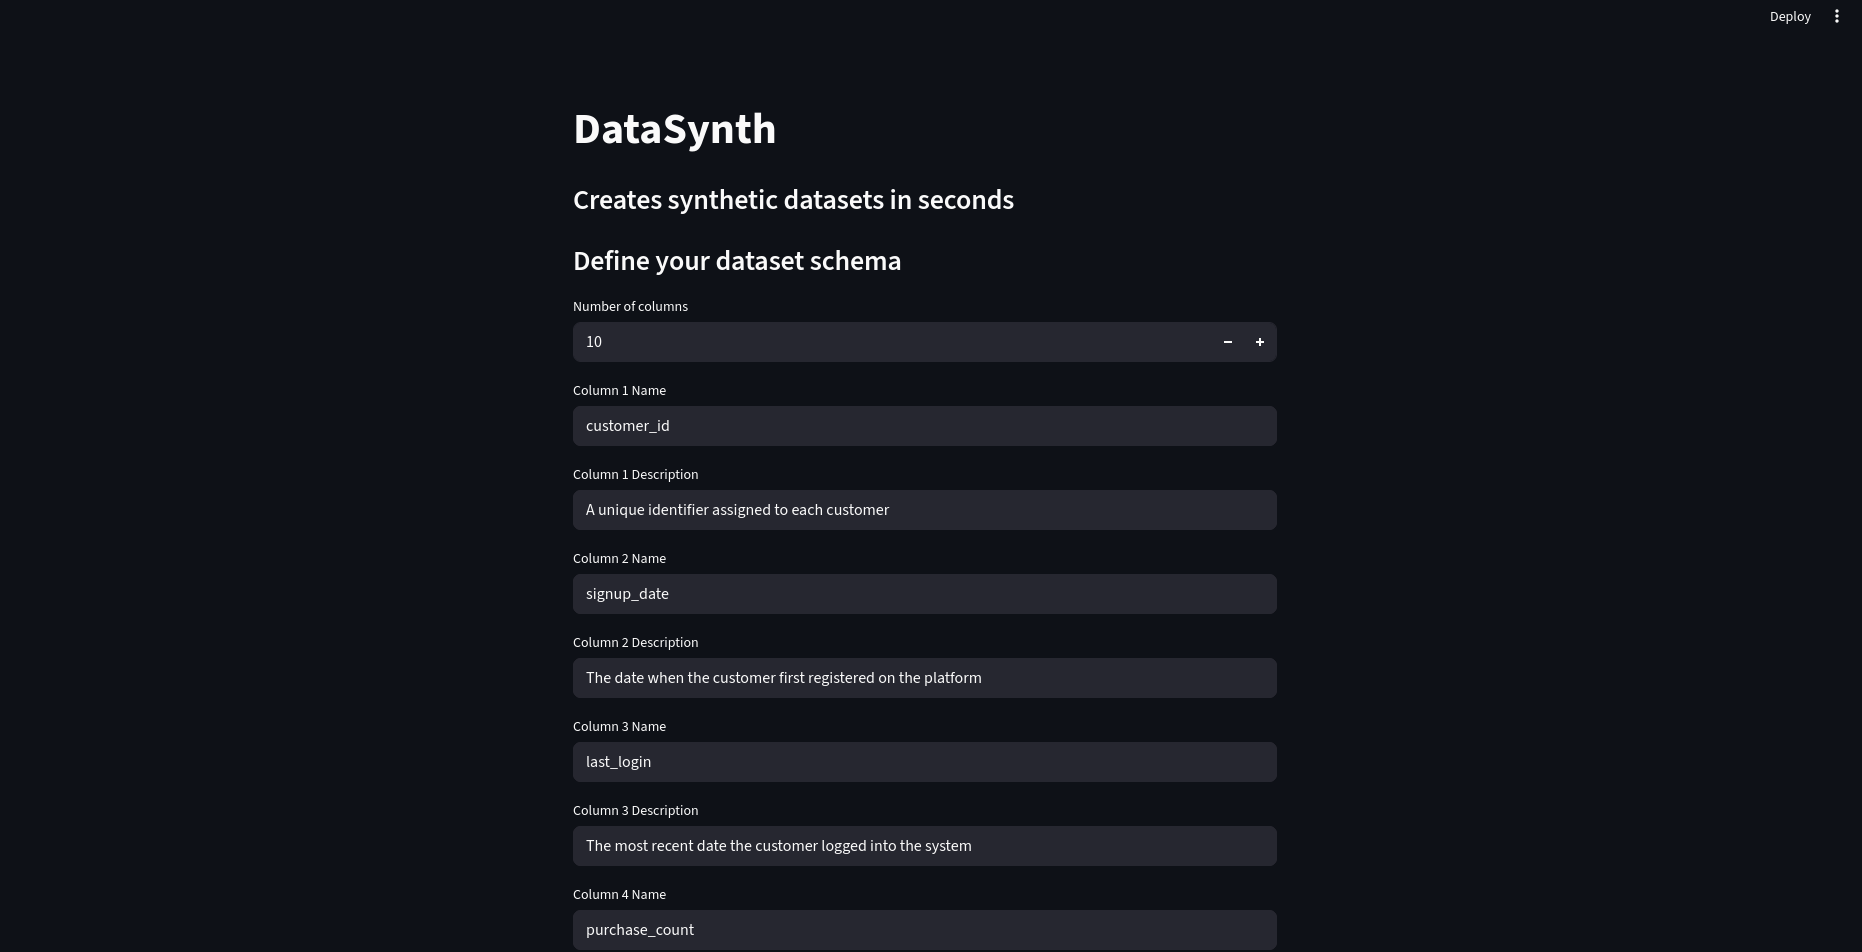 Deploy
DataSynth
Creates synthetic datasets in seconds
Define your dataset schema
Number of columns
10
Column 1 Name
customer_id
Column 1 Description
A unique identifier assigned to each customer
Column 2 Name
signup_date
Column 2 Description
The date when the customer first registered on the platform
Column 3 Name
last_login
Column 3 Description
The most recent date the customer logged into the system
Column 4 Name
purchase_count